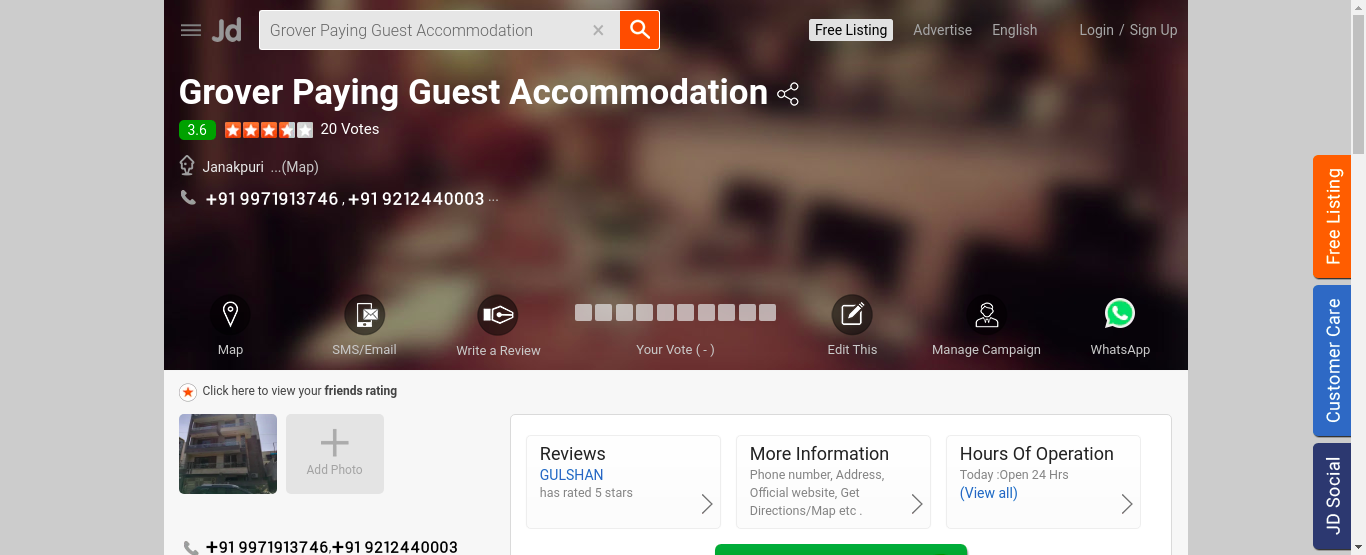 Jd Grover Paying Guest Accommodation × Free Listing Advertise English Login / Sign Up
Grover Paying Guest Accommodation
3.6 20 Votes
Janakpuri ...(Map)
+91 9971913746 , +91 9212440003 ...
Map SMS/Email Write a Review Your Vote ( - ) Edit This Manage Campaign WhatsApp
Click here to view your friends rating
Add Photo
Reviews
GULSHAN
has rated 5 stars
More Information
Phone number, Address,
Official website, Get
Directions/Map etc .
Hours Of Operation
Today :Open 24 Hrs
(View all)
+91 9971913746,+91 9212440003
Free Listing
Customer Care
JD Social